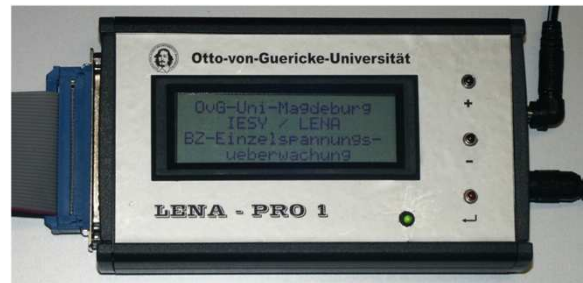 Otto-von-Guericke-Universität
OvG-Uni-Magdeburg
IESY / LENA
BZ-Einzelspannungs-
ueberwachung
+
-
LENA - PRO 1
↵